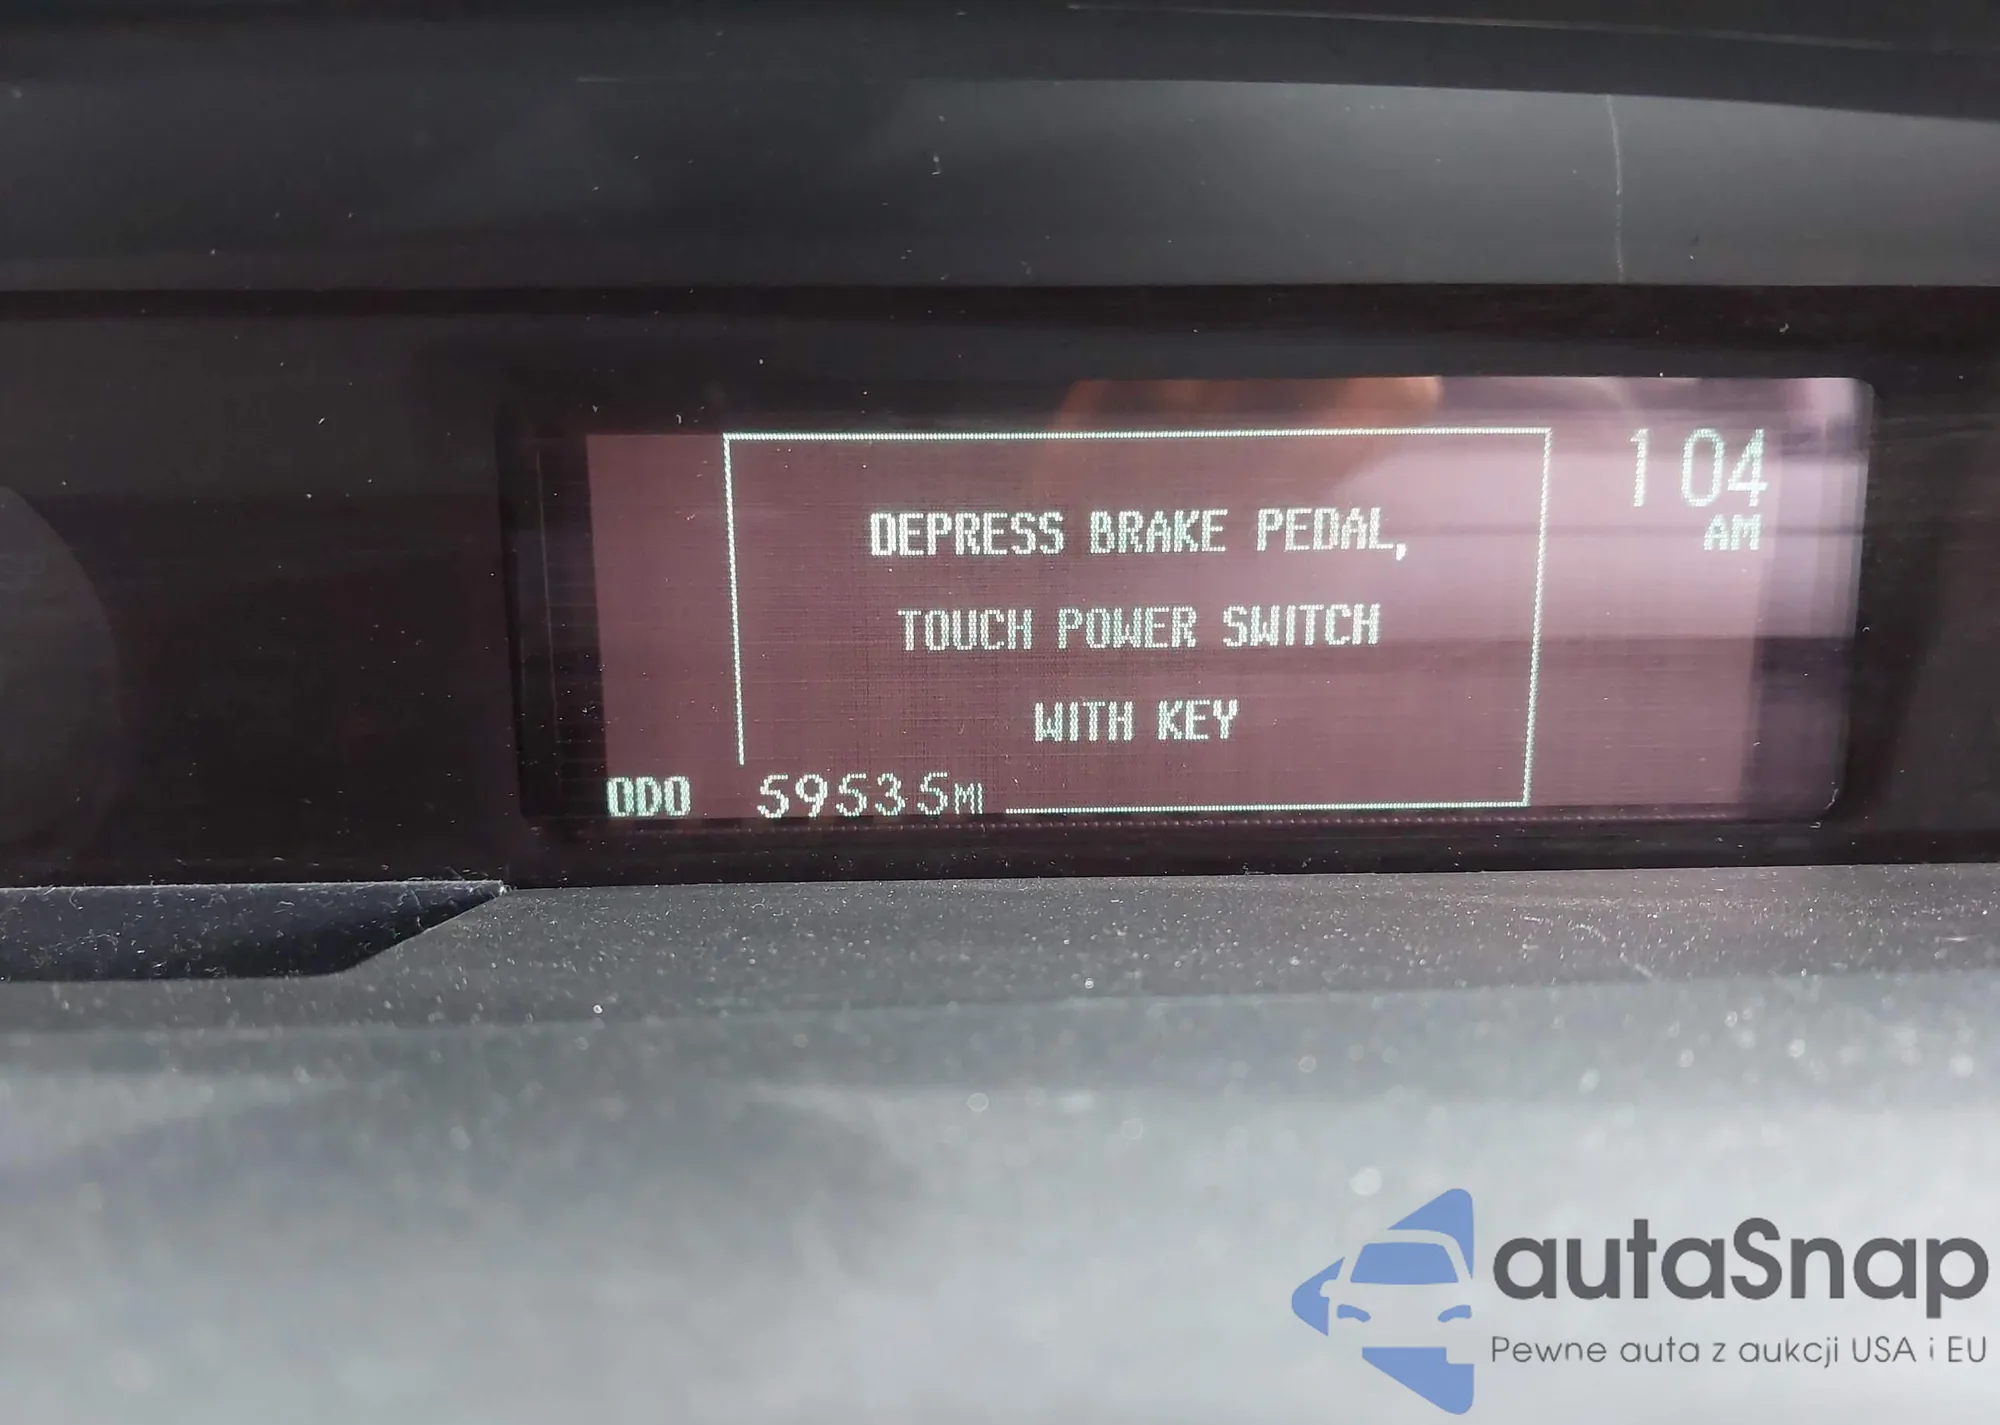 DEPRESS BRAKE PEDAL,
TOUCH POWER SWITCH
WITH KEY
1 04
AM
ODO 59535MI
autaSnap
Pewne auta z aukcji USA i EU